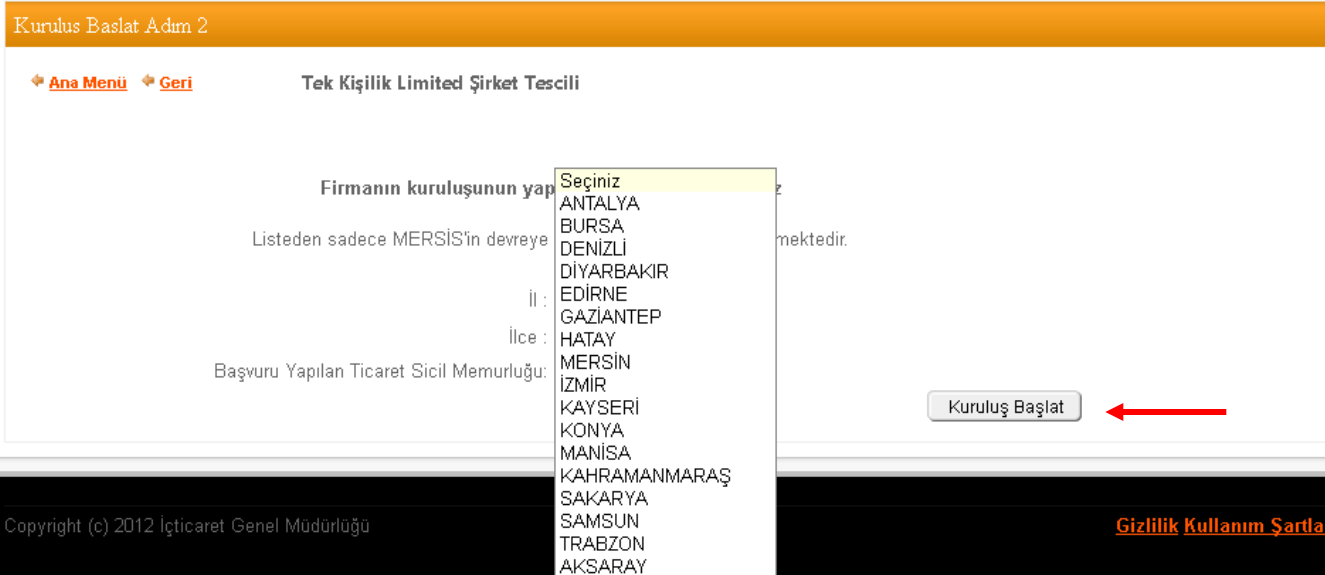 Kurulus Baslat Adım 2
Ana Menü Geri Tek Kişilik Limited Şirket Tescili
Firmanın kuruluşunun yap
Listeden sadece MERSİS'in devreye mektedir.
İl :
İlce :
Başvuru Yapılan Ticaret Sicil Memurluğu:
Seçiniz
ANTALYA
BURSA
DENİZLİ
DİYARBAKIR
EDİRNE
GAZİANTEP
HATAY
MERSİN
İZMİR
KAYSERİ
KONYA
MANİSA
KAHRAMANMARAŞ
SAKARYA
SAMSUN
TRABZON
AKSARAY
Kuruluş Başlat
Copyright (c) 2012 İçticaret Genel Müdürlüğü
Gizlilik Kullanım Şartla